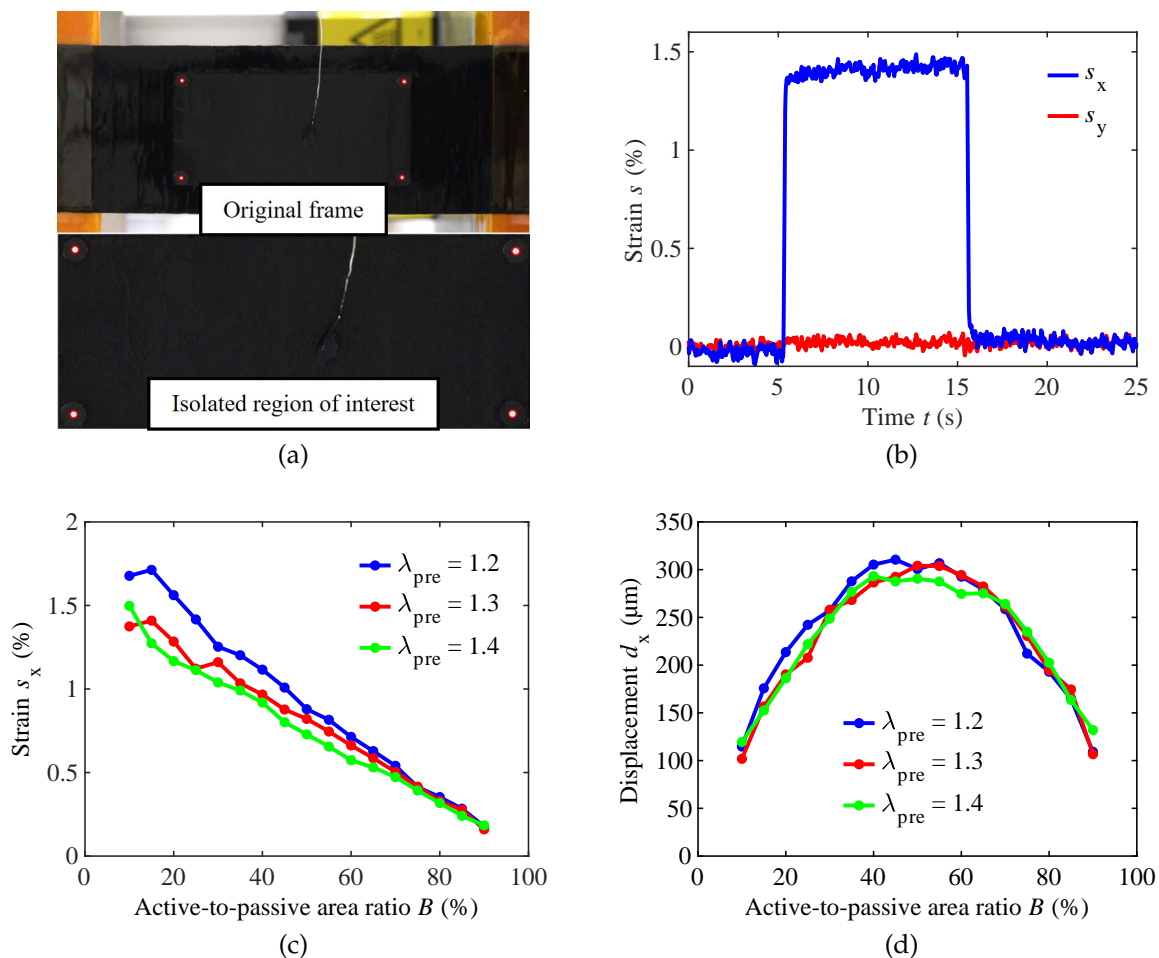 Original frame
Isolated region of interest
(a)
1.5
1
0.5
0
Strain s (%)
s_x
s_y
0 5 10 15 20 25
Time t (s)
(b)
2
1.5
1
0.5
0
Strain s_x (%)
λ_pre = 1.2
λ_pre = 1.3
λ_pre = 1.4
0 20 40 60 80 100
Active-to-passive area ratio B (%)
(c)
350
300
250
200
150
100
50
0
Displacement d_x (μm)
λ_pre = 1.2
λ_pre = 1.3
λ_pre = 1.4
0 20 40 60 80 100
Active-to-passive area ratio B (%)
(d)